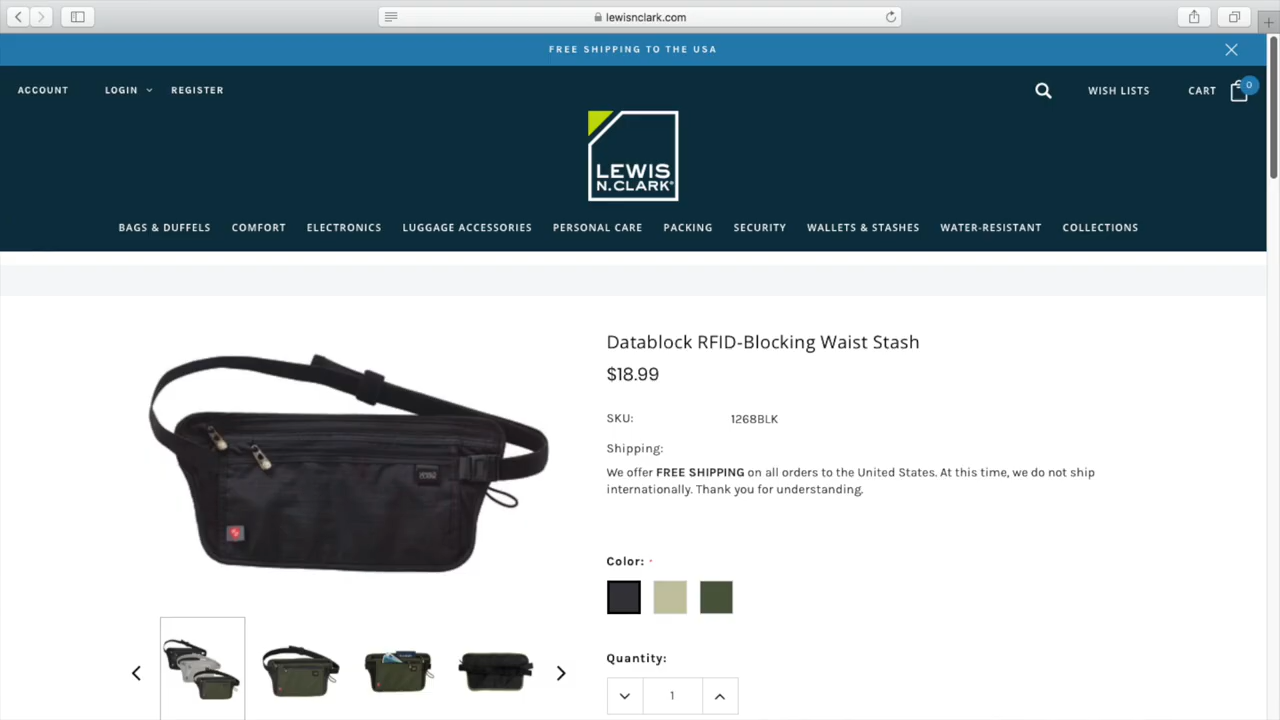 lewisnclark.com
FREE SHIPPING TO THE USA
ACCOUNT LOGIN REGISTER WISH LISTS CART 0
LEWIS
N.CLARK®
BAGS & DUFFELS COMFORT ELECTRONICS LUGGAGE ACCESSORIES PERSONAL CARE PACKING SECURITY WALLETS & STASHES WATER-RESISTANT COLLECTIONS
Datablock RFID-Blocking Waist Stash
$18.99
SKU: 1268BLK
Shipping:
We offer FREE SHIPPING on all orders to the United States. At this time, we do not ship
internationally. Thank you for understanding.
Color: *
Quantity:
1